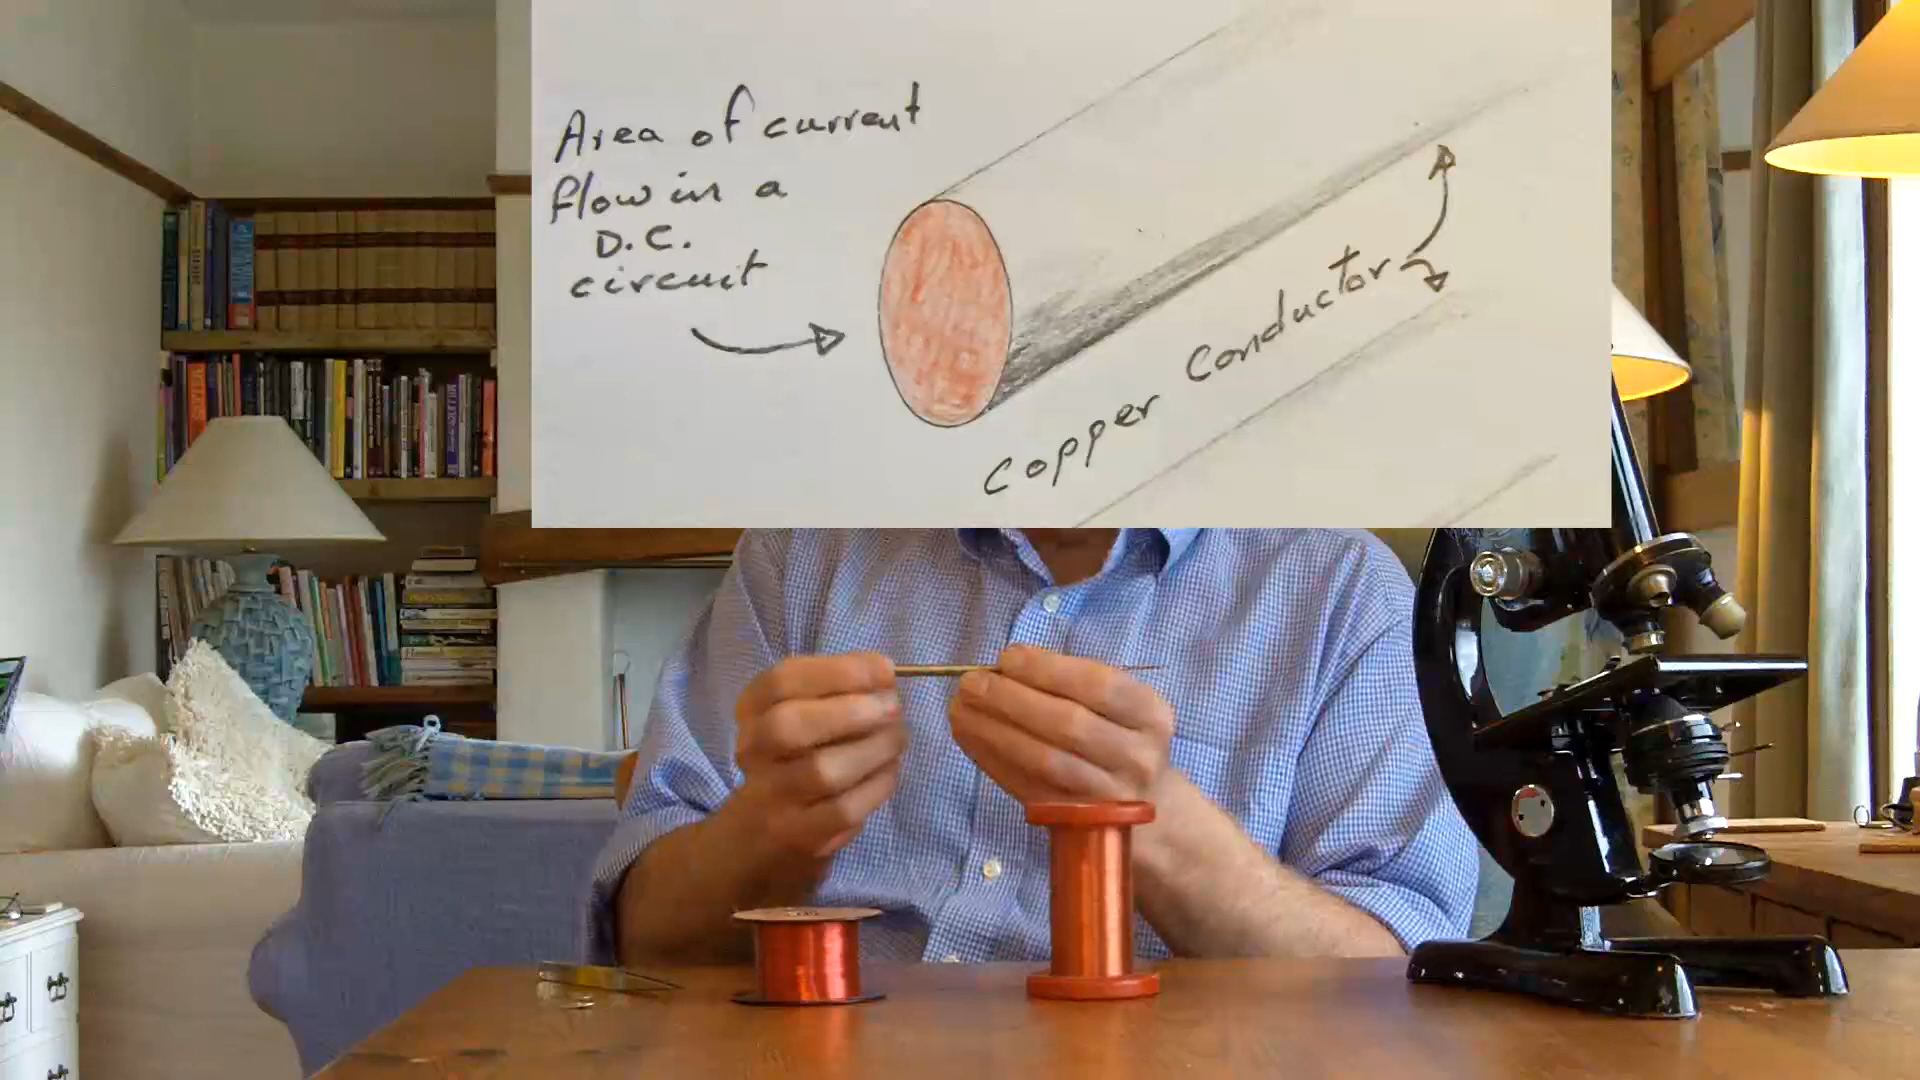 Area of current
flow in a
D.C.
circuit
Copper Conductor